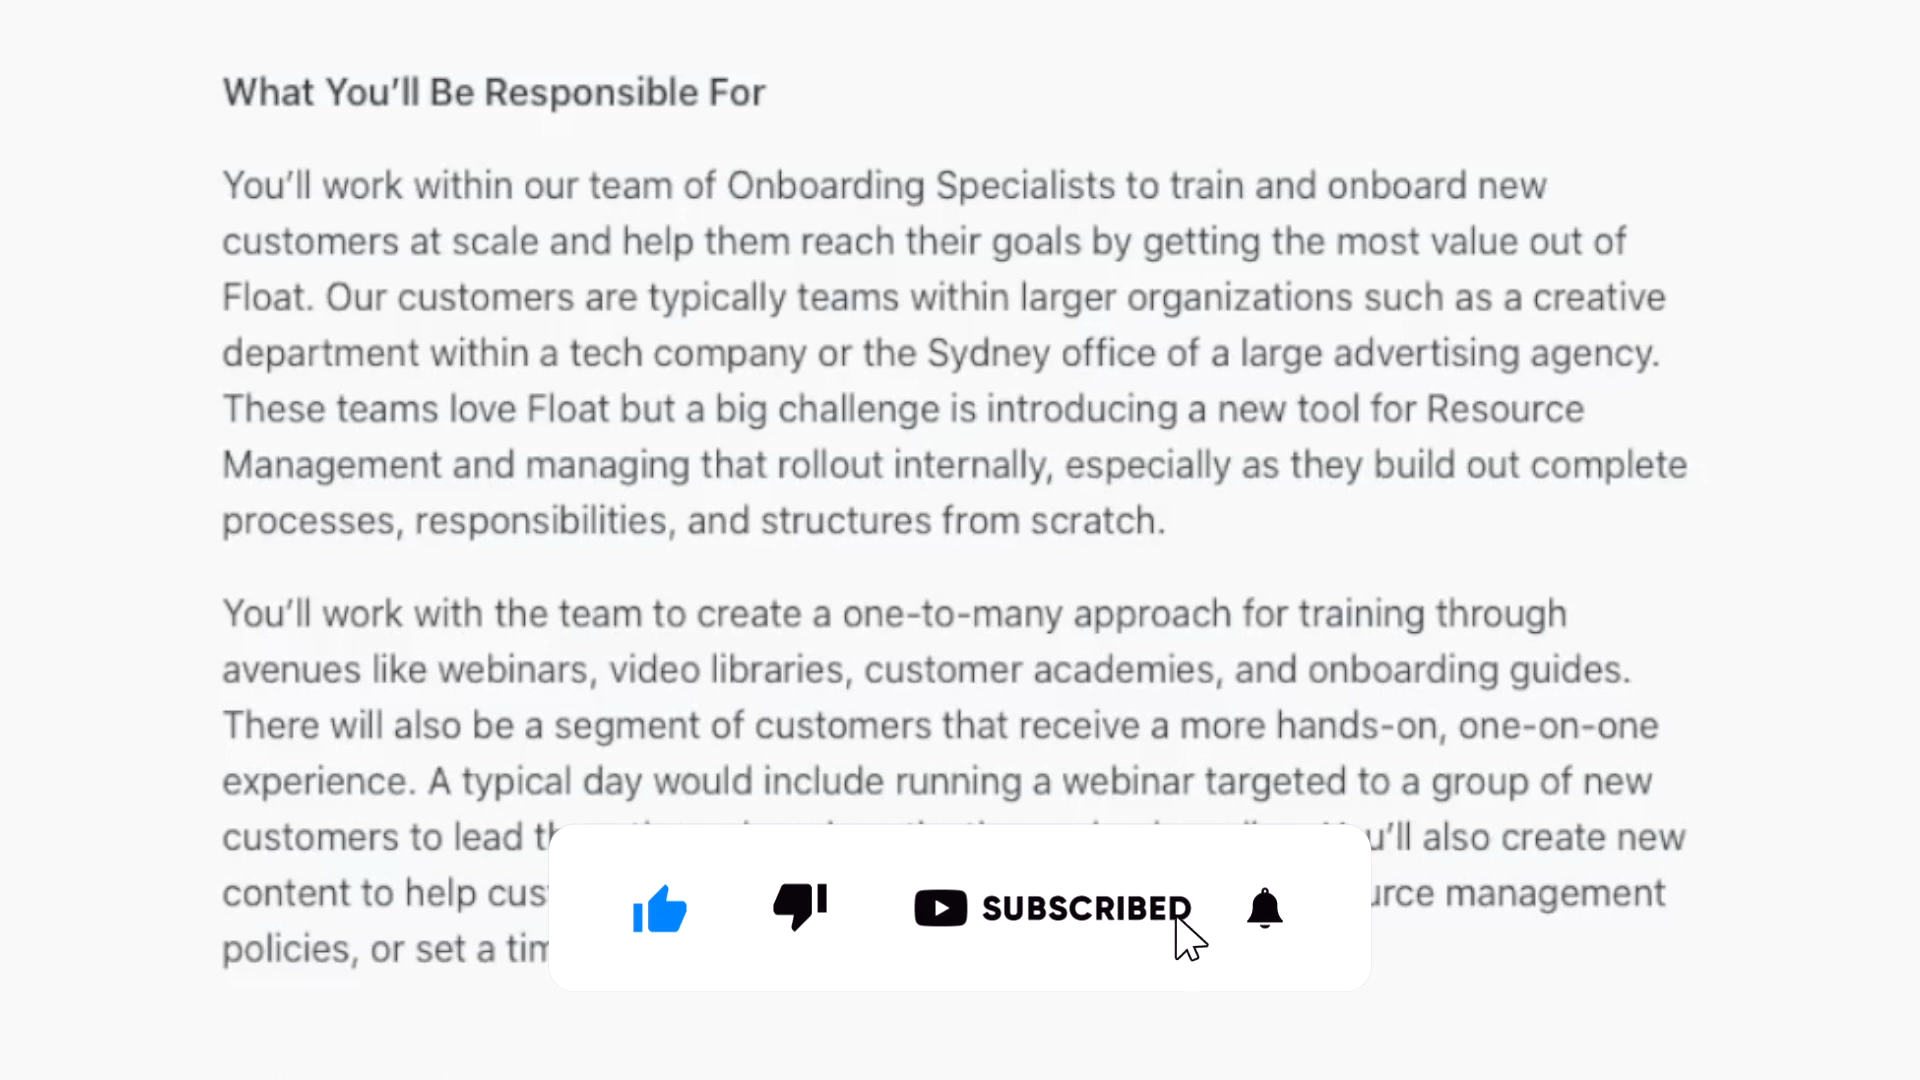 What You’ll Be Responsible For
You’ll work within our team of Onboarding Specialists to train and onboard new
customers at scale and help them reach their goals by getting the most value out of
Float. Our customers are typically teams within larger organizations such as a creative
department within a tech company or the Sydney office of a large advertising agency.
These teams love Float but a big challenge is introducing a new tool for Resource
Management and managing that rollout internally, especially as they build out complete
processes, responsibilities, and structures from scratch.
You’ll work with the team to create a one-to-many approach for training through
avenues like webinars, video libraries, customer academies, and onboarding guides.
There will also be a segment of customers that receive a more hands-on, one-on-one
experience. A typical day would include running a webinar targeted to a group of new
customers to lead also create new
content to help management
policies, or set a
SUBSCRIBED